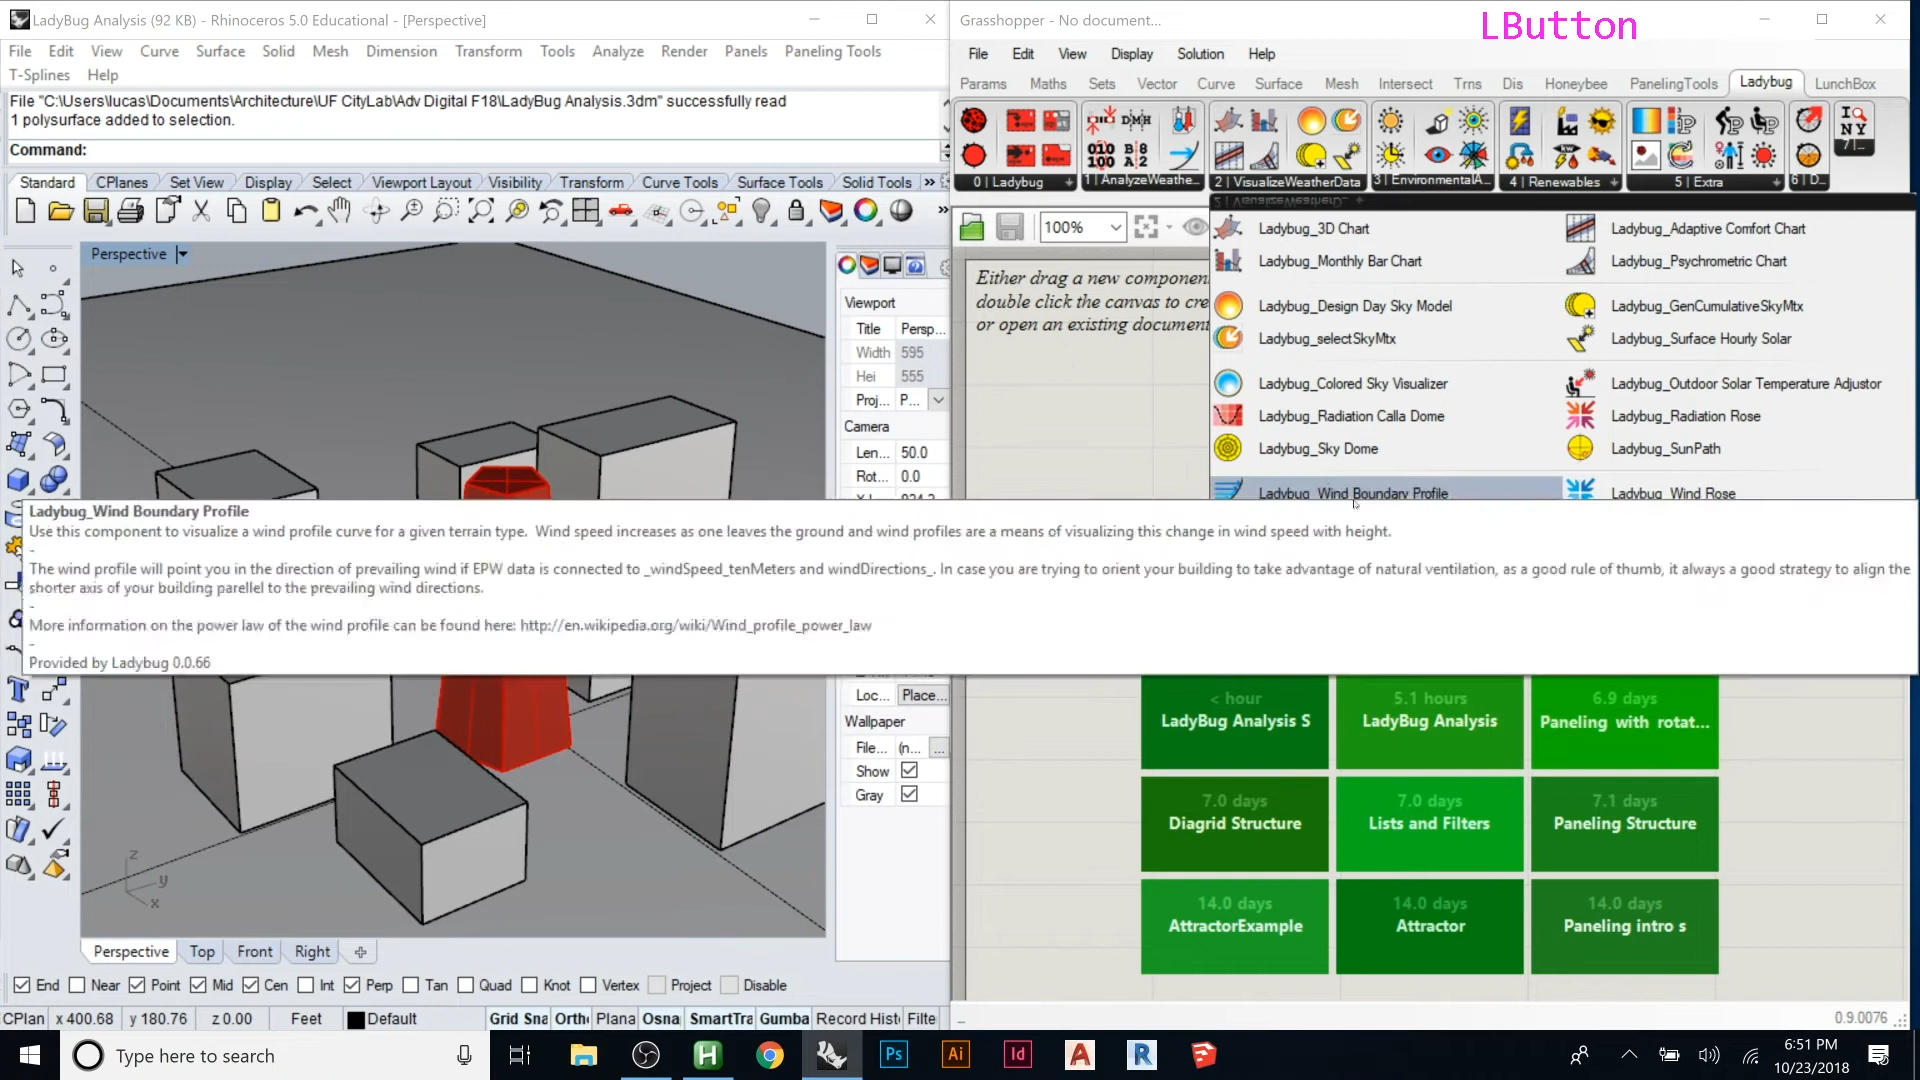 LadyBug Analysis (92 KB) - Rhinoceros 5.0 Educational - [Perspective]
File Edit View Curve Surface Solid Mesh Dimension Transform Tools Analyze Render Panels Paneling Tools
T-Splines Help
File "C:\Users\lucas\Documents\Architecture\UF CityLab\Adv Digital F18\LadyBug Analysis.3dm" successfully read
1 polysurface added to selection.
Command:
Standard CPlanes Set View Display Select Viewport Layout Visibility Transform Curve Tools Surface Tools Solid Tools
Perspective
Viewport
Title Persp...
Width 595
Hei 555
Proj... P...
Camera
Len... 50.0
Rot... 0.0
Grasshopper - No document...
LButton
File Edit View Display Solution Help
Params Maths Sets Vector Curve Surface Mesh Intersect Trns Dis Honeybee PanelingTools Ladybug LunchBox
0 | Ladybug 1 | AnalyzeWeathe... 2 | VisualizeWeatherData 3 | EnvironmentalA... 4 | Renewables 5 | Extra 6 | D... 7 |...
100%
Either drag a new component
double click the canvas to cre
or open an existing document
Ladybug_3D Chart Ladybug_Adaptive Comfort Chart
Ladybug_Monthly Bar Chart Ladybug_Psychrometric Chart
Ladybug_Design Day Sky Model Ladybug_GenCumulativeSkyMtx
Ladybug_selectSkyMtx Ladybug_Surface Hourly Solar
Ladybug_Colored Sky Visualizer Ladybug_Outdoor Solar Temperature Adjustor
Ladybug_Radiation Calla Dome Ladybug_Radiation Rose
Ladybug_Sky Dome Ladybug_SunPath
Ladybug_Wind Boundary Profile Ladybug_Wind Rose
Ladybug_Wind Boundary Profile
Use this component to visualize a wind profile curve for a given terrain type. Wind speed increases as one leaves the ground and wind profiles are a means of visualizing this change in wind speed with height.
-
The wind profile will point you in the direction of prevailing wind if EPW data is connected to _windSpeed_tenMeters and windDirections_. In case you are trying to orient your building to take advantage of natural ventilation, as a good rule of thumb, it always a good strategy to align the
shorter axis of your building parellel to the prevailing wind directions.
-
More information on the power law of the wind profile can be found here: http://en.wikipedia.org/wiki/Wind_profile_power_law
-
Provided by Ladybug 0.0.66
Loc... Place...
Wallpaper
File... (n... ...
Show
Gray
< hour
LadyBug Analysis S
5.1 hours
LadyBug Analysis
6.9 days
Paneling with rotat...
7.0 days
Diagrid Structure
7.0 days
Lists and Filters
7.1 days
Paneling Structure
14.0 days
AttractorExample
14.0 days
Attractor
14.0 days
Paneling intro s
z
y
x
Perspective Top Front Right
End Near Point Mid Cen Int Perp Tan Quad Knot Vertex Project Disable
CPlan x 400.68 y 180.76 z 0.00 Feet Default Grid Sna Ortho Plana Osna SmartTra Gumba Record Hist Filte
0.9.0076
Type here to search
6:51 PM
10/23/2018